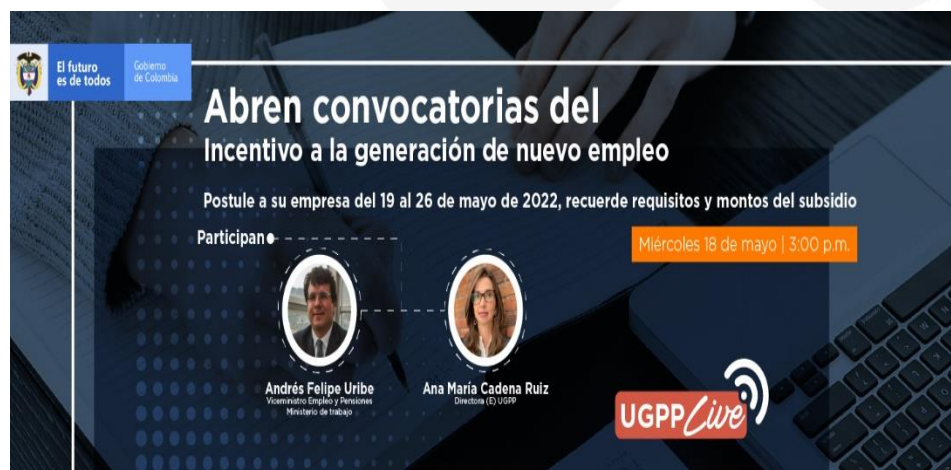 El futuro
es de todos
Gobierno
de Colombia
Abren convocatorias del
Incentivo a la generación de nuevo empleo
Postule a su empresa del 19 al 26 de mayo de 2022, recuerde requisitos y montos del subsidio
Participan
Miércoles 18 de mayo | 3:00 p.m.
Andrés Felipe Uribe
Viceministro Empleo y Pensiones
Ministerio de trabajo
Ana María Cadena Ruiz
Directora (E) UGPP
UGPP Live